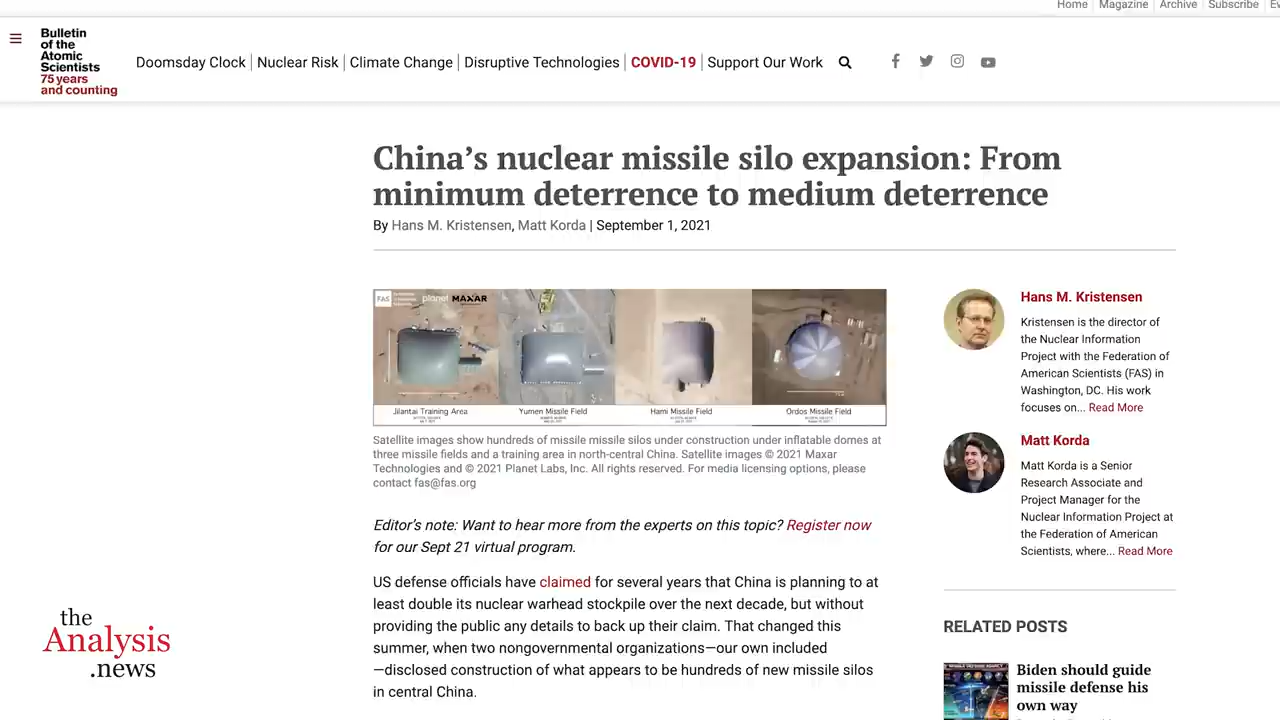 Home Magazine Archive Subscribe
Bulletin
of the
Atomic
Scientists
75 years
and counting
Doomsday Clock Nuclear Risk Climate Change Disruptive Technologies COVID-19 Support Our Work
China's nuclear missile silo expansion: From
minimum deterrence to medium deterrence
By Hans M. Kristensen, Matt Korda | September 1, 2021
FAS planet MAXAR
Jilantai Training Area Yumen Missile Field Hami Missile Field Ordos Missile Field
Satellite images show hundreds of missile missile silos under construction under inflatable domes at
three missile fields and a training area in north-central China. Satellite images © 2021 Maxar
Technologies and © 2021 Planet Labs, Inc. All rights reserved. For media licensing options, please
contact fas@fas.org
Editor's note: Want to hear more from the experts on this topic? Register now
for our Sept 21 virtual program.
US defense officials have claimed for several years that China is planning to at
least double its nuclear warhead stockpile over the next decade, but without
providing the public any details to back up their claim. That changed this
summer, when two nongovernmental organizations—our own included
—disclosed construction of what appears to be hundreds of new missile silos
in central China.
Hans M. Kristensen
Kristensen is the director of
the Nuclear Information
Project with the Federation of
American Scientists (FAS) in
Washington, DC. His work
focuses on... Read More
Matt Korda
Matt Korda is a Senior
Research Associate and
Project Manager for the
Nuclear Information Project at
the Federation of American
Scientists, where... Read More
RELATED POSTS
Biden should guide
missile defense his
own way
the
Analysis
.news